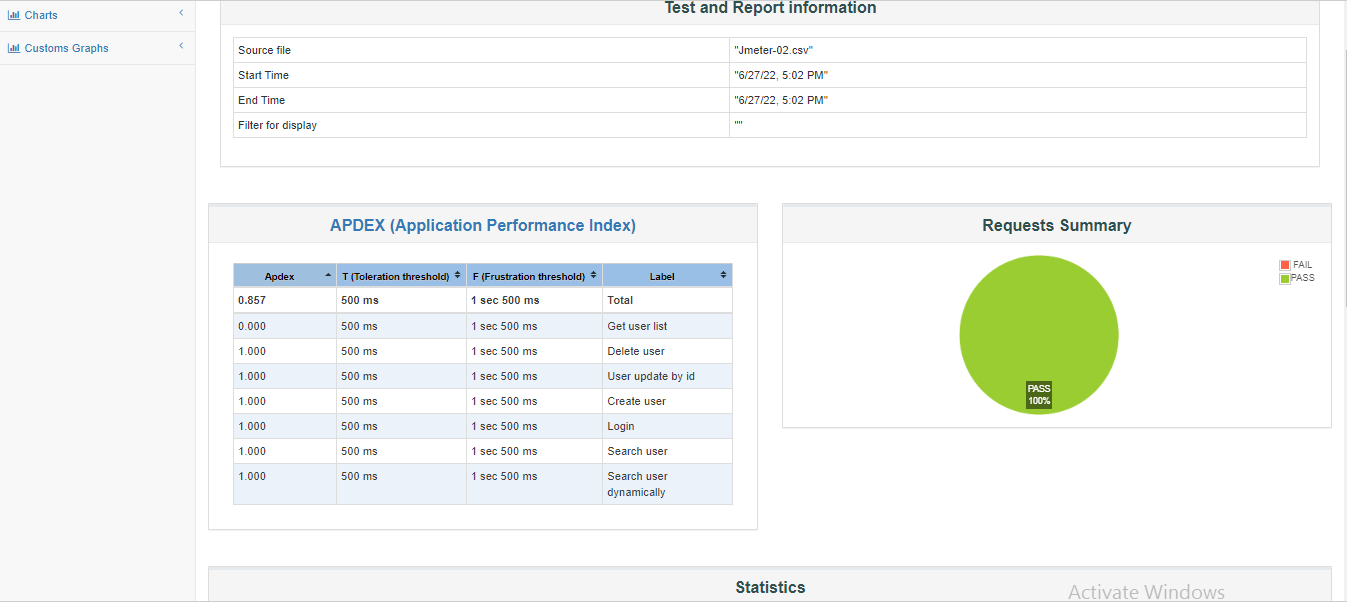 Charts
Customs Graphs
Test and Report information
Source file "Jmeter-02.csv"
Start Time "6/27/22, 5:02 PM"
End Time "6/27/22, 5:02 PM"
Filter for display ""
APDEX (Application Performance Index)
Apdex T (Toleration threshold) F (Frustration threshold) Label
0.857 500 ms 1 sec 500 ms Total
0.000 500 ms 1 sec 500 ms Get user list
1.000 500 ms 1 sec 500 ms Delete user
1.000 500 ms 1 sec 500 ms User update by id
1.000 500 ms 1 sec 500 ms Create user
1.000 500 ms 1 sec 500 ms Login
1.000 500 ms 1 sec 500 ms Search user
1.000 500 ms 1 sec 500 ms Search user
dynamically
Requests Summary
FAIL
PASS
PASS
100%
Statistics
Activate Windows